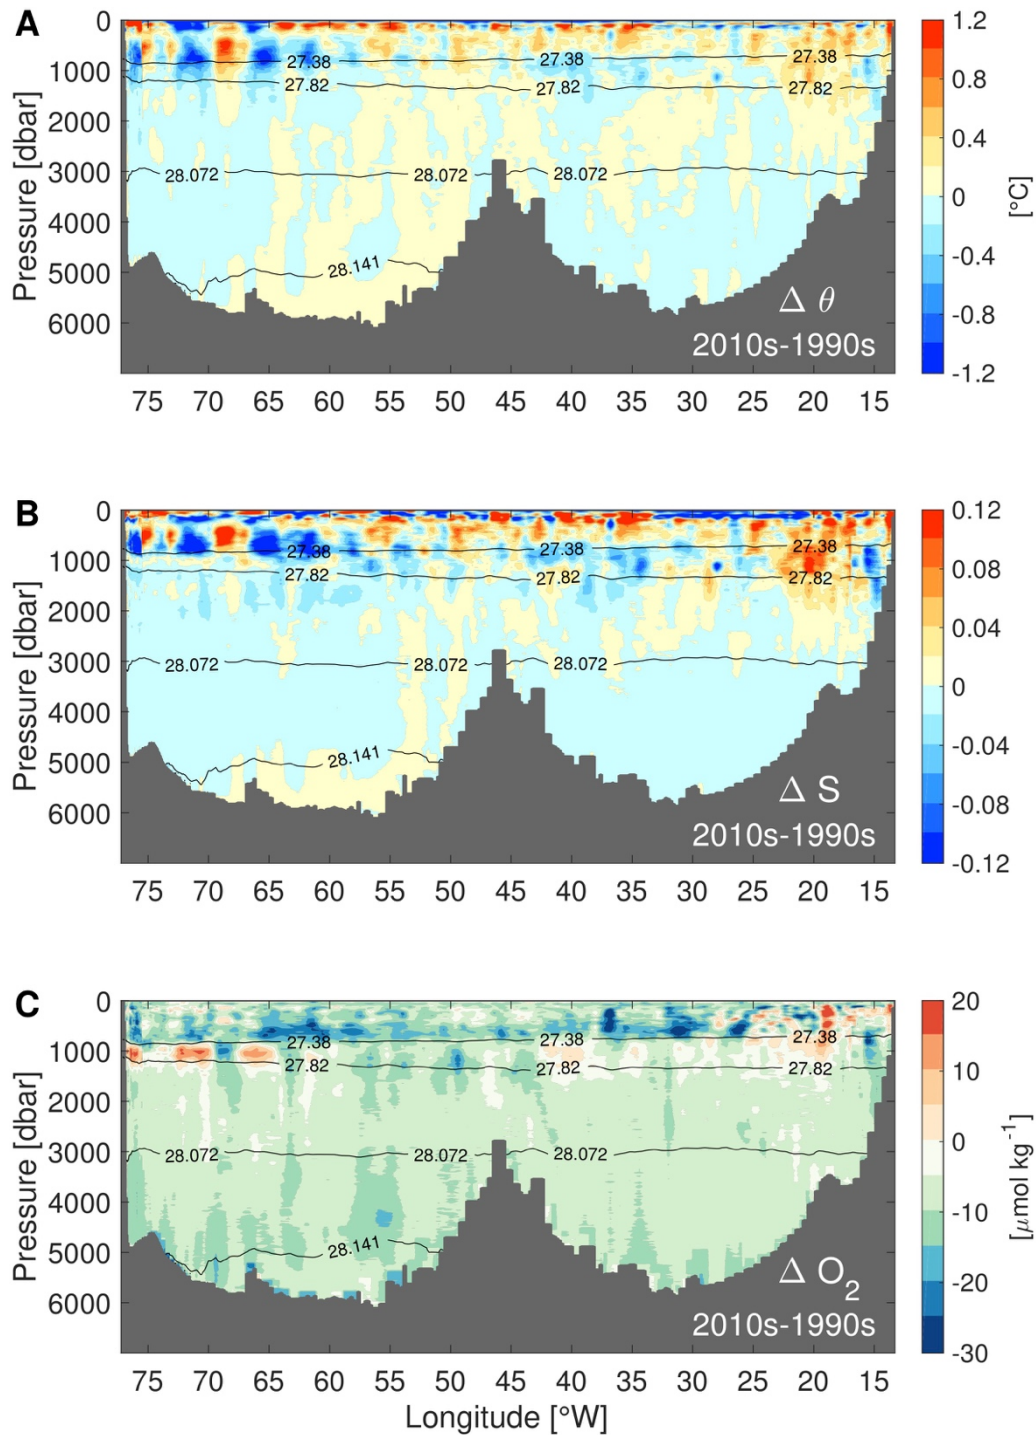 A
0
1000
2000
3000
4000
5000
6000
Pressure [dbar]
27.38 27.38 27.38
27.82 27.82 27.82
28.072 28.072 28.072
28.141
Δ θ
2010s-1990s
75 70 65 60 55 50 45 40 35 30 25 20 15
1.2
0.8
0.4
0
-0.4
-0.8
-1.2
[°C]
B
0
1000
2000
3000
4000
5000
6000
Pressure [dbar]
27.38 27.38 27.38
27.82 27.82 27.82
28.072 28.072 28.072
28.141
Δ S
2010s-1990s
75 70 65 60 55 50 45 40 35 30 25 20 15
0.12
0.08
0.04
0
-0.04
-0.08
-0.12
C
0
1000
2000
3000
4000
5000
6000
Pressure [dbar]
27.38 27.38 27.38
27.82 27.82 27.82
28.072 28.072 28.072
28.141
Δ O₂
2010s-1990s
75 70 65 60 55 50 45 40 35 30 25 20 15
Longitude [°W]
20
10
0
-10
-20
-30
[μmol kg⁻¹]